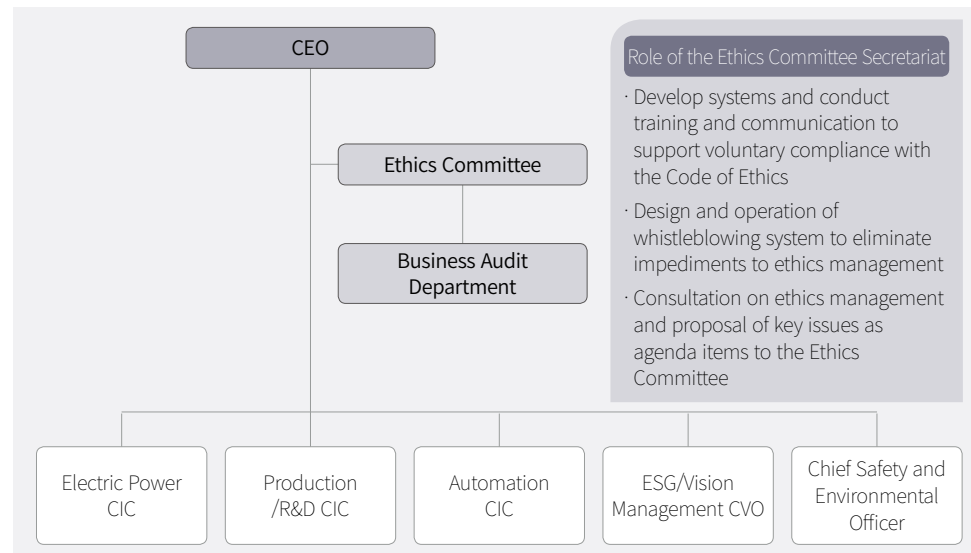 CEO
Ethics Committee
Business Audit
Department
Role of the Ethics Committee Secretariat
· Develop systems and conduct
training and communication to
support voluntary compliance with
the Code of Ethics
· Design and operation of
whistleblowing system to eliminate
impediments to ethics management
· Consultation on ethics management
and proposal of key issues as
agenda items to the Ethics
Committee
Electric Power
CIC
Production
/R&D CIC
Automation
CIC
ESG/Vision
Management CVO
Chief Safety and
Environmental
Officer